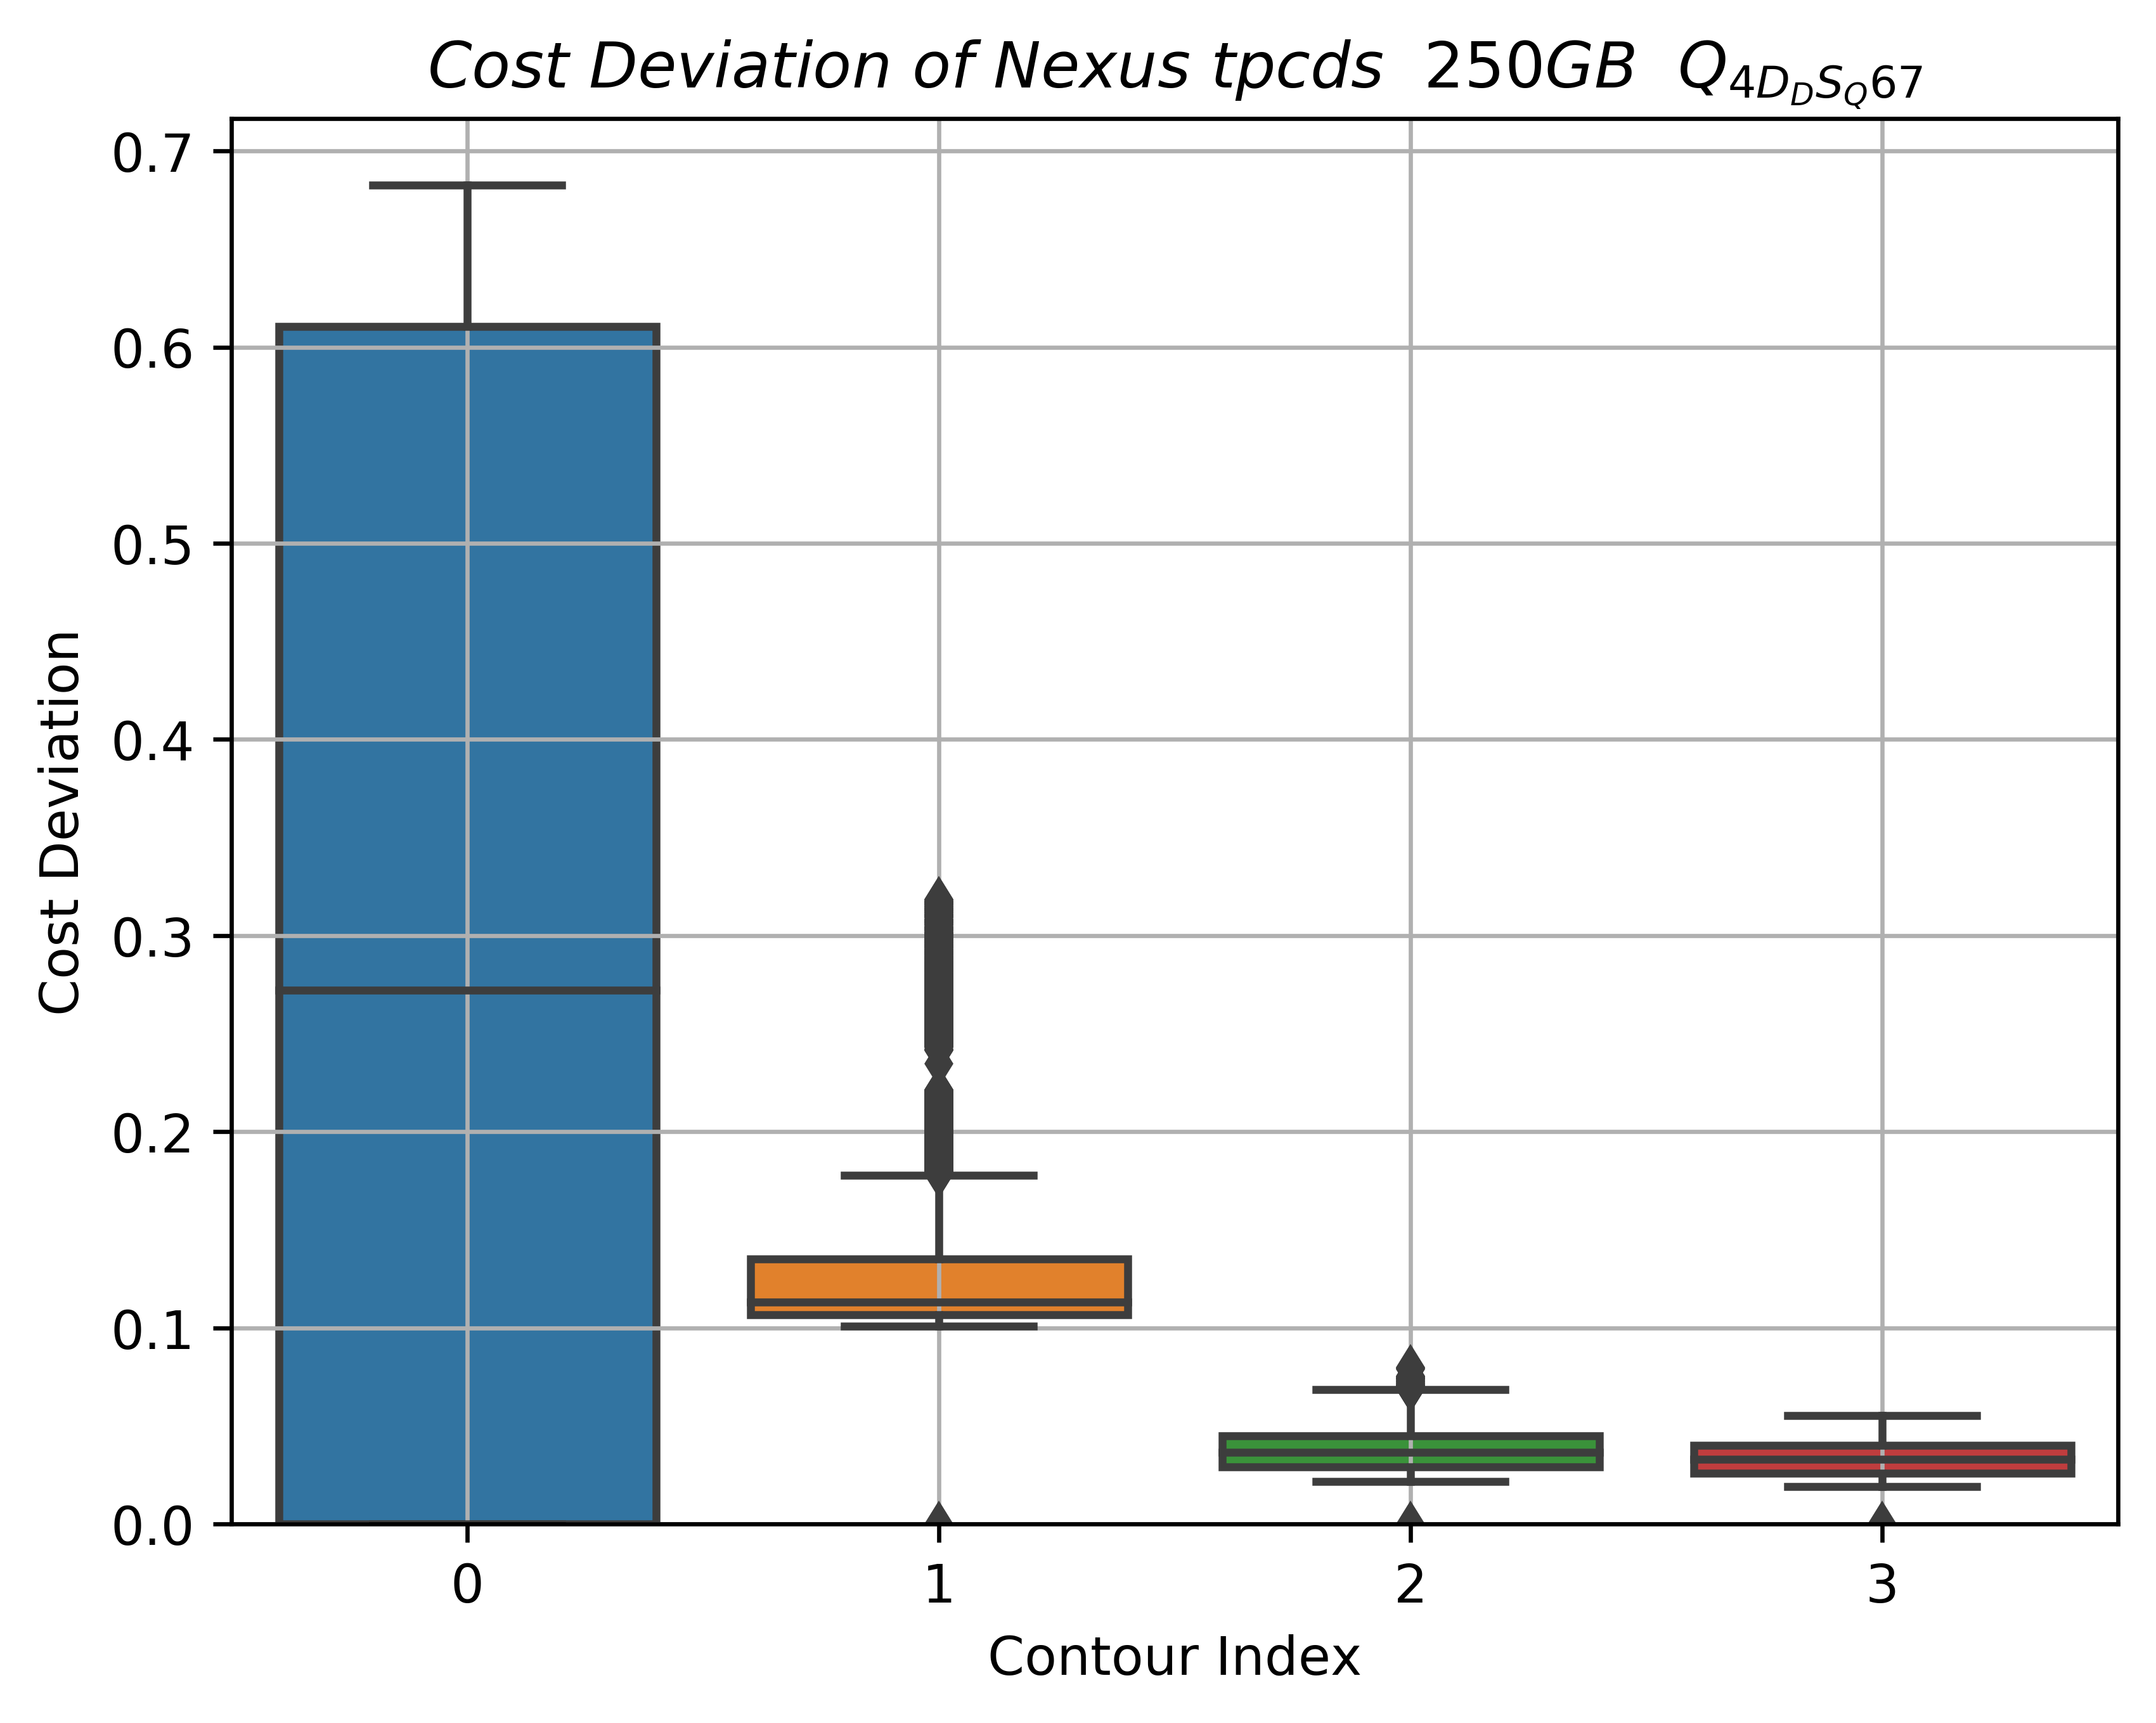 Cost Deviation of Nexus tpcds 250GB Q4DDSQ67
0.7
0.6
0.5
0.4
0.3
0.2
0.1
0.0
Cost Deviation
0 1 2 3
Contour Index